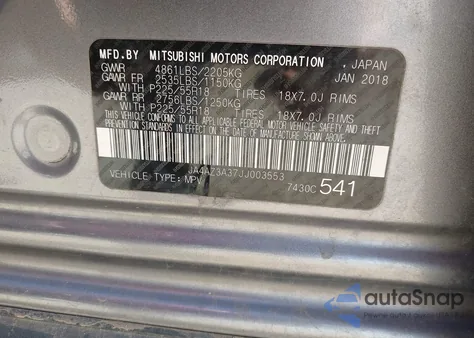 MFD.BY MITSUBISHI MOTORS CORPORATION , JAPAN
GVWR 4861LBS/2205KG JAN 2018
GAWR FR 2535LBS/1150KG
P225/55R18 TIRES 18X7.0J RIMS
GAWR RR 2756LBS/1250KG
P225/55R18 TIRES 18X7.0J RIMS
THIS VEHICLE CONFORMS TO ALL APPLICABLE U.S. FEDERAL MOTOR VEHICLE SAFETY, BUMPER, AND THEFT
PREVENTION STANDARDS IN EFFECT ON THE DATE OF MANUFACTURE SHOWN ABOVE.
JA4AZ3A37JJ003553
VEHICLE TYPE: MPV 7430C 541
autoSnap